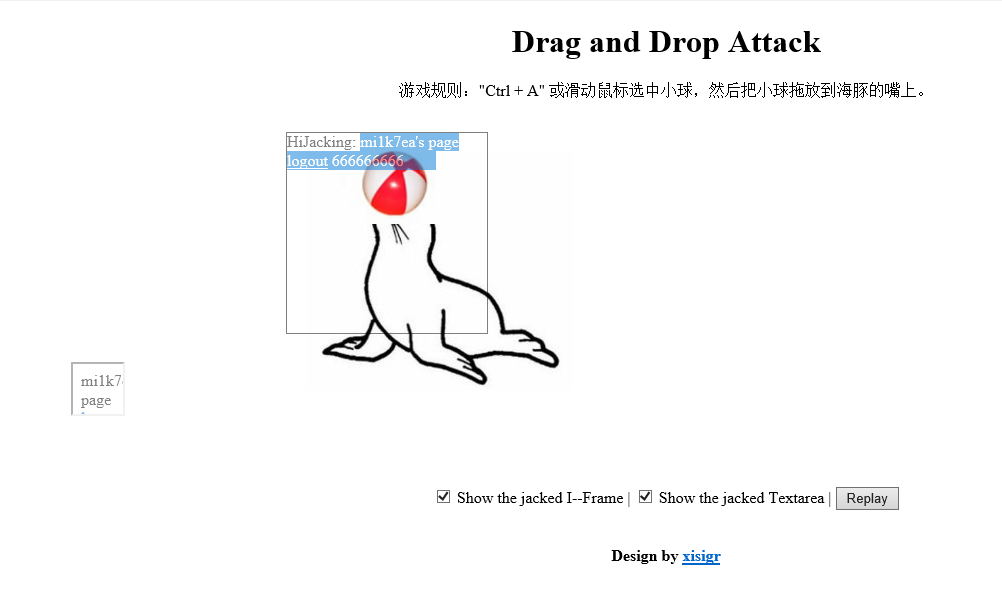 Drag and Drop Attack
游戏规则："Ctrl + A" 或滑动鼠标选中小球，然后把小球拖放到海豚的嘴上。
HiJacking: mi1k7ea's page
logout 666666666
mi1k7
page
Show the jacked I--Frame | Show the jacked Textarea | Replay
Design by xisigr